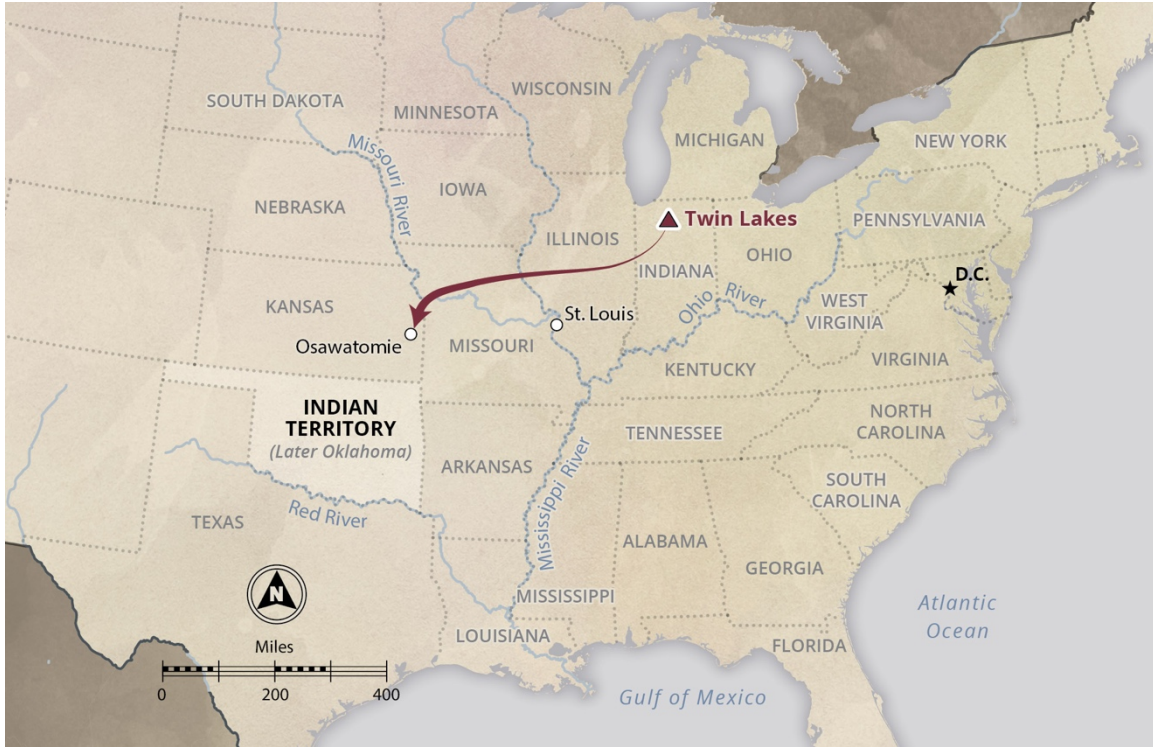 SOUTH DAKOTA
MINNESOTA
WISCONSIN
MICHIGAN
NEW YORK
Missouri River
IOWA
NEBRASKA
Twin Lakes
PENNSYLVANIA
ILLINOIS
OHIO
INDIANA
D.C.
KANSAS
Ohio River
WEST
VIRGINIA
St. Louis
Osawatomie
MISSOURI
VIRGINIA
KENTUCKY
INDIAN
TERRITORY
(Later Oklahoma)
NORTH
CAROLINA
TENNESSEE
ARKANSAS
SOUTH
CAROLINA
Mississippi River
Red River
TEXAS
ALABAMA
GEORGIA
N
MISSISSIPPI
Atlantic
Ocean
LOUISIANA
FLORIDA
Miles
0 200 400
Gulf of Mexico